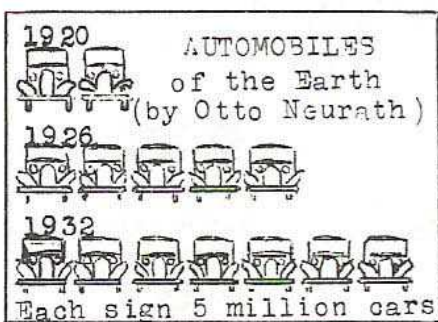 1920
AUTOMOBILES
of the Earth
(by Otto Neurath)
1926
1932
Each sign 5 million cars